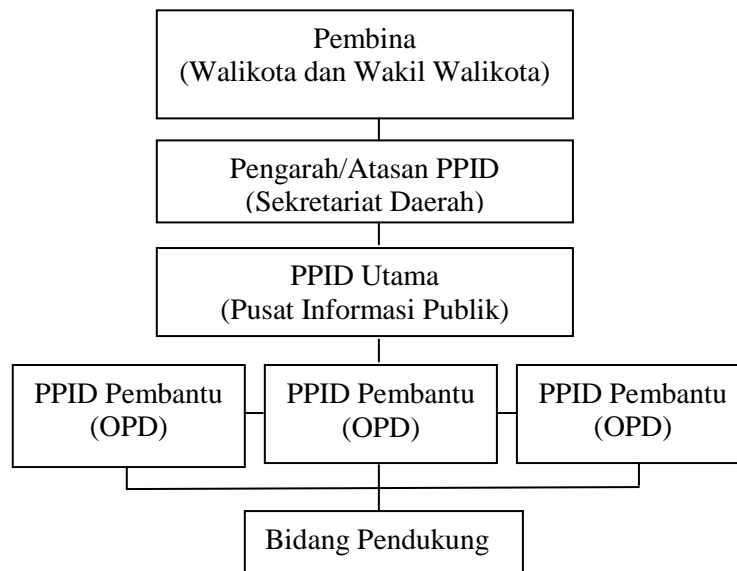 Pembina
(Walikota dan Wakil Walikota)
Pengarah/Atasan PPID
(Sekretariat Daerah)
PPID Utama
(Pusat Informasi Publik)
PPID Pembantu
(OPD)
PPID Pembantu
(OPD)
PPID Pembantu
(OPD)
Bidang Pendukung